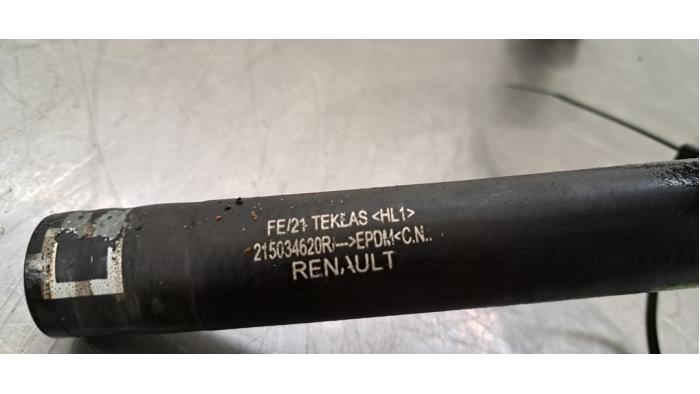 FE/21 TEKLAS <HL1>
215034620R/--->EPDM<C.N..
RENAULT